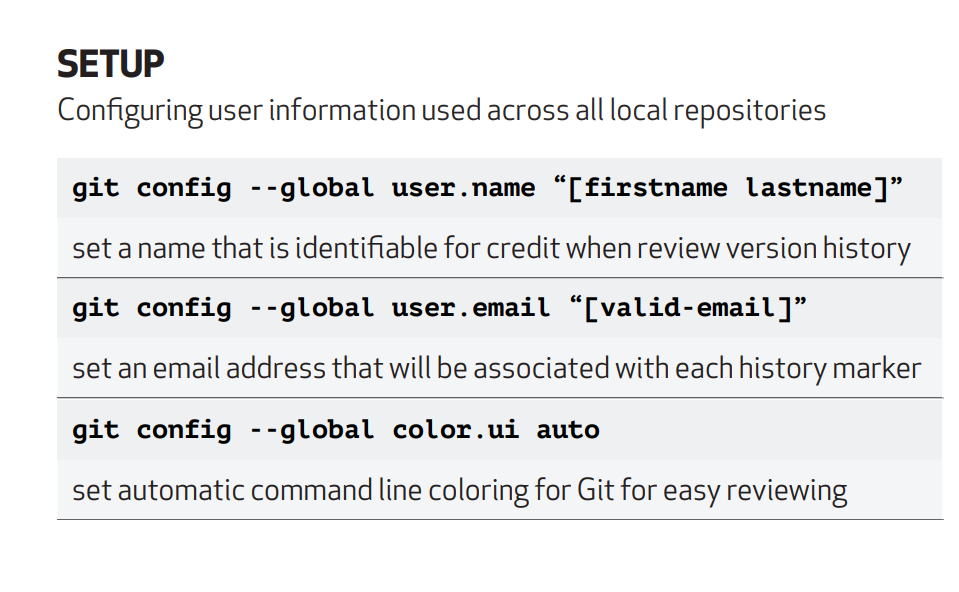 SETUP
Configuring user information used across all local repositories
git config --global user.name “[firstname lastname]”
set a name that is identifiable for credit when review version history
git config --global user.email “[valid-email]”
set an email address that will be associated with each history marker
git config --global color.ui auto
set automatic command line coloring for Git for easy reviewing